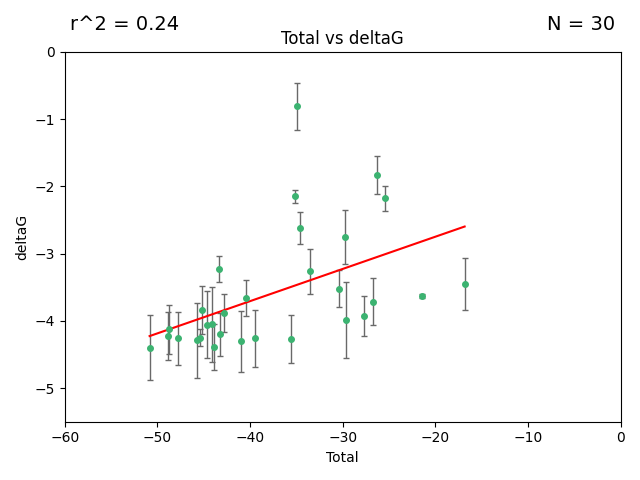 r^2 = 0.24
N = 30
Total vs deltaG
0
−1
−2
−3
−4
−5
deltaG
−60
−50
−40
−30
−20
−10
0
Total